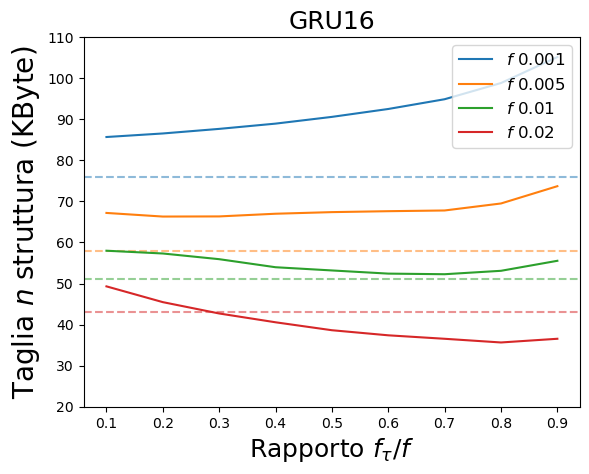 GRU16
Taglia n struttura (KByte)
110
100
90
80
70
60
50
40
30
20
f 0.001
f 0.005
f 0.01
f 0.02
0.1 0.2 0.3 0.4 0.5 0.6 0.7 0.8 0.9
Rapporto f_τ/f